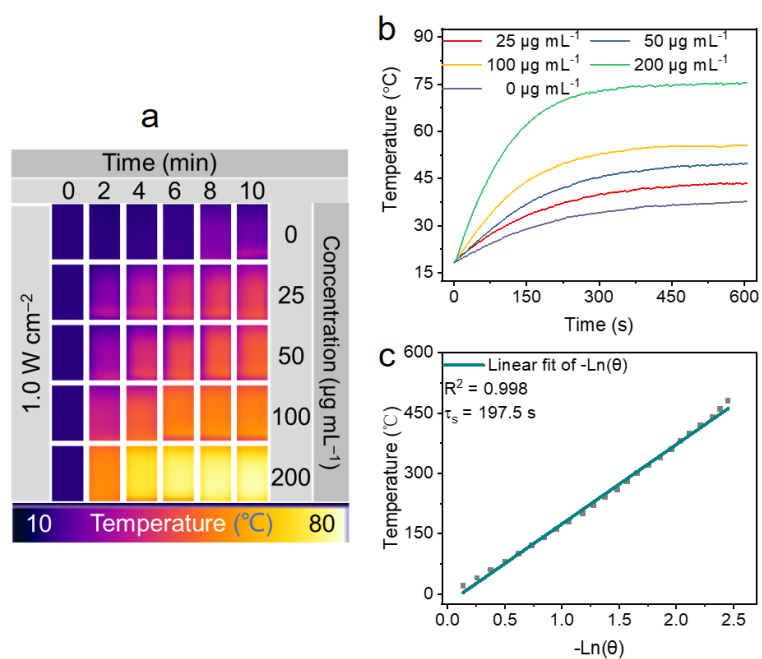 a
Time (min)
0 2 4 6 8 10
1.0 W cm⁻²
0
25
50
100
200
Concentration (µg mL⁻¹)
10 Temperature (℃) 80
b
25 µg mL⁻¹ 50 µg mL⁻¹
100 µg mL⁻¹ 200 µg mL⁻¹
0 µg mL⁻¹
Temperature (°C)
90
75
60
45
30
15
0 150 300 450 600
Time (s)
c
Linear fit of -Ln(θ)
R² = 0.998
τs = 197.5 s
Temperature (℃)
600
450
300
150
0
0.0 0.5 1.0 1.5 2.0 2.5
-Ln(θ)